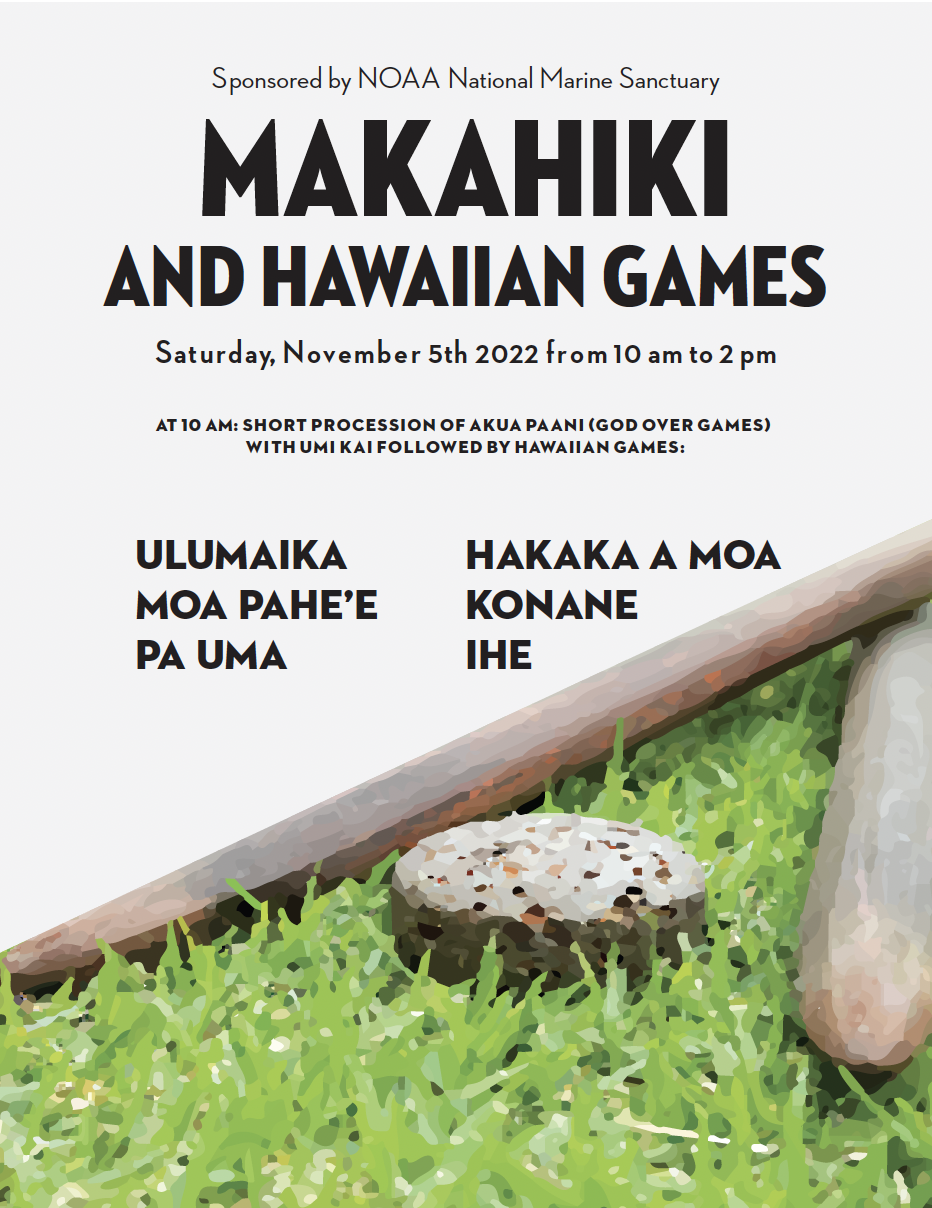 Sponsored by NOAA National Marine Sanctuary
MAKAHIKI
AND HAWAIIAN GAMES
Saturday, November 5th 2022 from 10 am to 2 pm
AT 10 AM: SHORT PROCESSION OF AKUA PAANI (GOD OVER GAMES)
WITH UMI KAI FOLLOWED BY HAWAIIAN GAMES:
ULUMAIKA
MOA PAHE’E
PA UMA
HAKAKA A MOA
KONANE
IHE